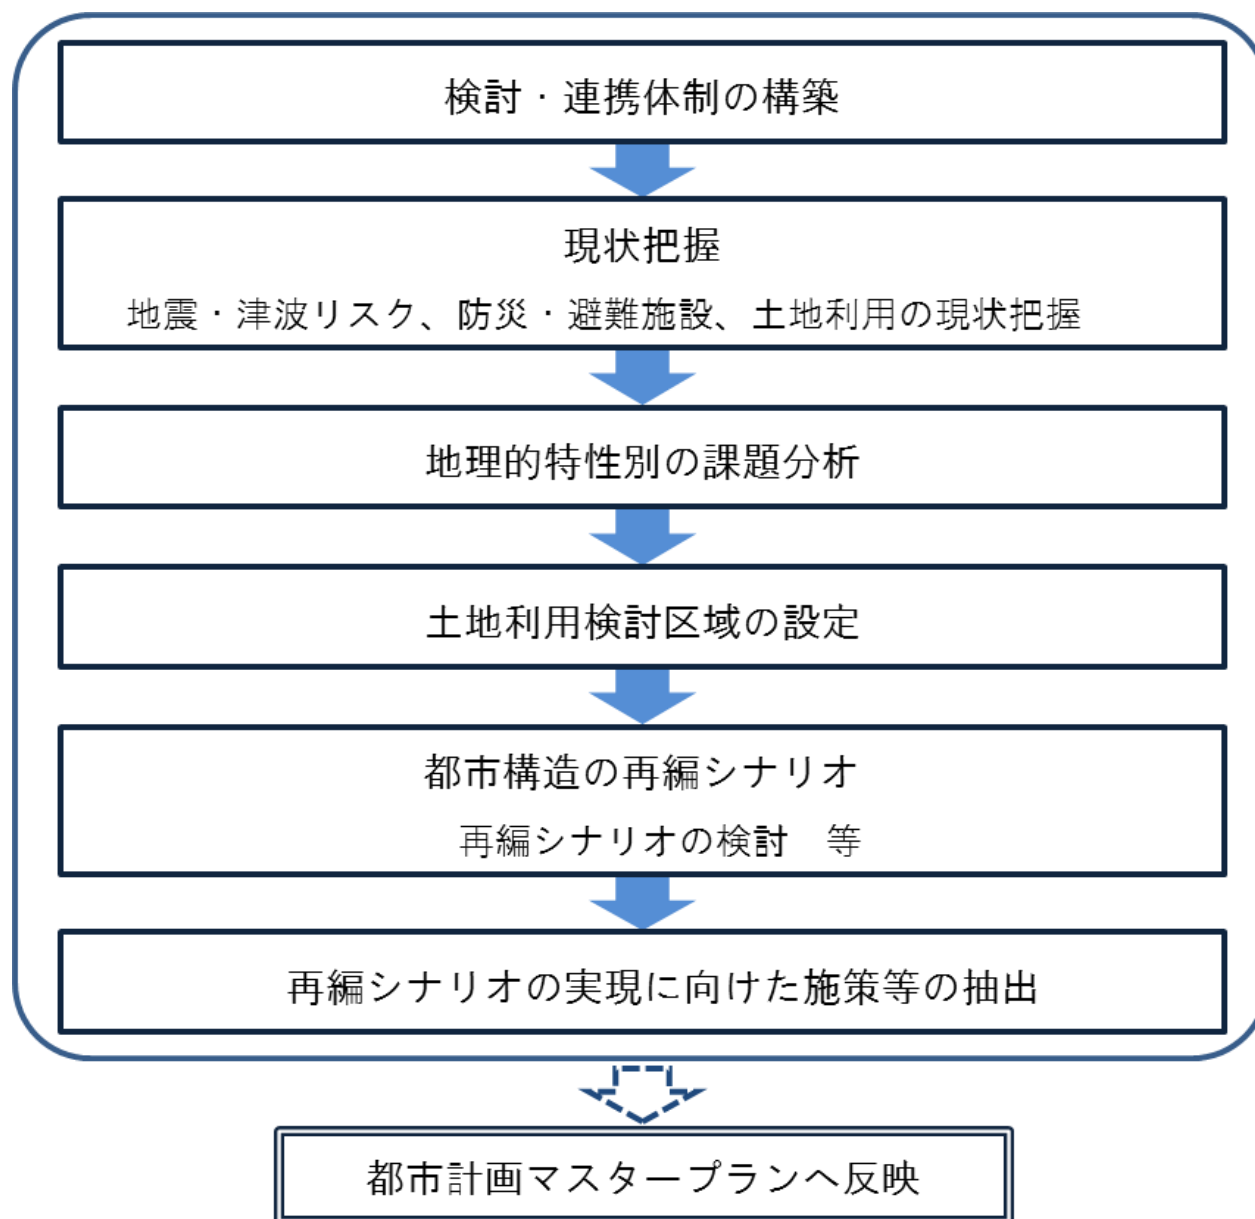 検討・連携体制の構築
現状把握
地震・津波リスク、防災・避難施設、土地利用の現状把握
地理的特性別の課題分析
土地利用検討区域の設定
都市構造の再編シナリオ
再編シナリオの検討　等
再編シナリオの実現に向けた施策等の抽出
都市計画マスタープランへ反映